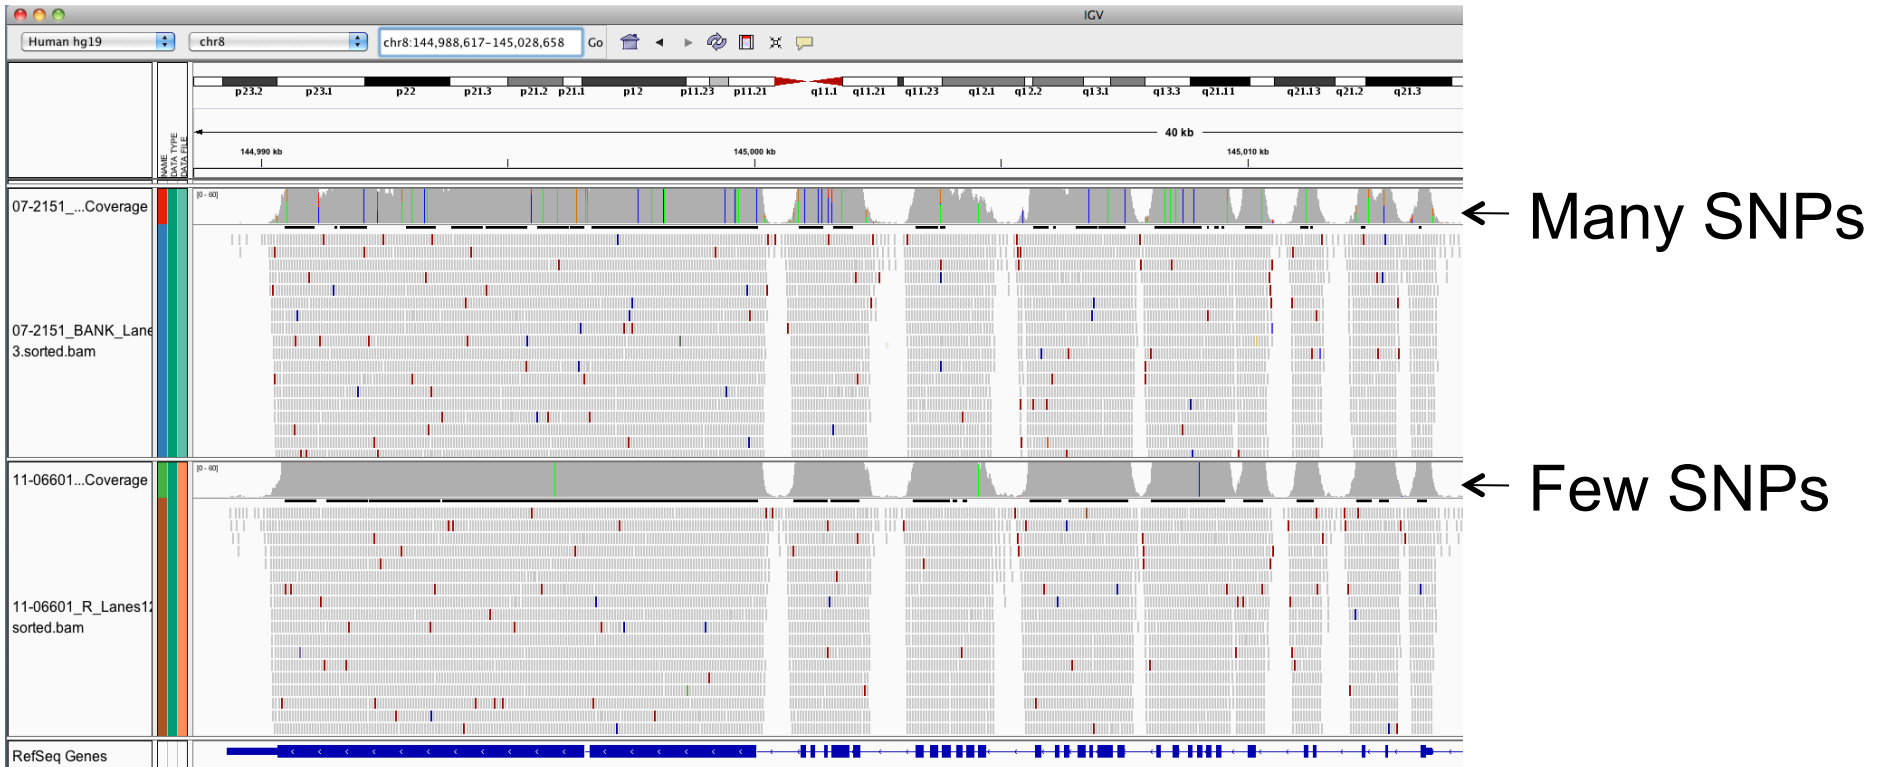 IGV
Human hg19 chr8 chr8:144,988,617-145,028,658 Go
p23.2 p23.1 p22 p21.3 p21.2 p21.1 p12 p11.23 p11.21 q11.1 q11.21 q11.23 q12.1 q12.2 q13.1 q13.3 q21.11 q21.13 q21.2 q21.3
40 kb
NAME
DATA TYPE
DATA FILE
144,990 kb 145,000 kb 145,010 kb
07-2151_...Coverage [0 - 60] Many SNPs
07-2151_BANK_Lane
3.sorted.bam
11-06601...Coverage [0 - 60] Few SNPs
11-06601_R_Lanes12
sorted.bam
RefSeq Genes